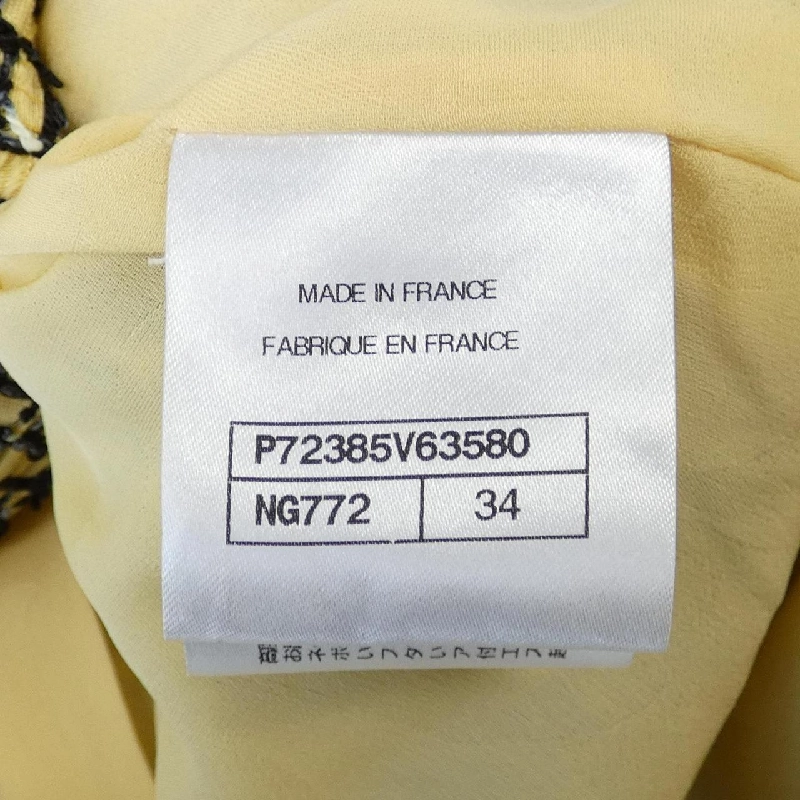 MADE IN FRANCE
FABRIQUE EN FRANCE
P72385V63580
NG772 34